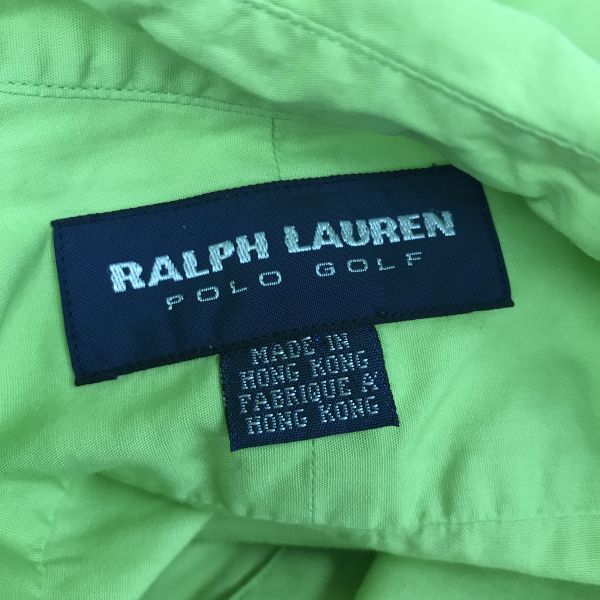 RALPH LAUREN
POLO GOLF
MADE IN
HONG KONG
FABRIQUE A
HONG KONG